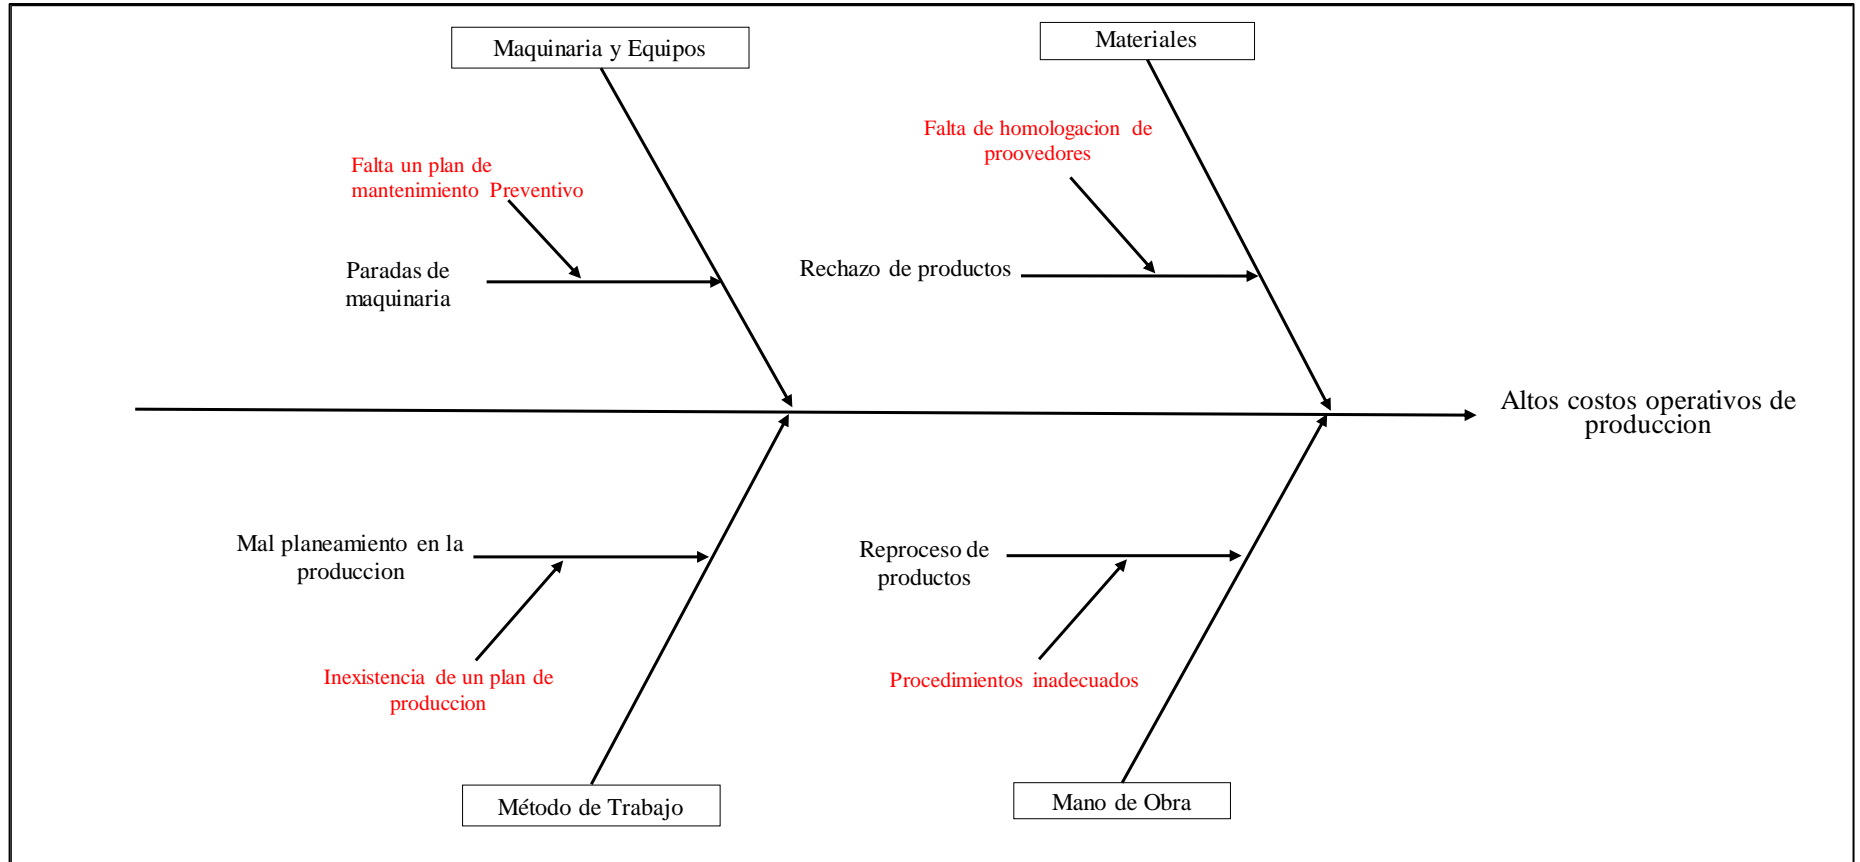 Maquinaria y Equipos
Materiales
Falta un plan de
mantenimiento Preventivo
Falta de homologacion de
proovedores
Paradas de
maquinaria
Rechazo de productos
Altos costos operativos de
produccion
Mal planeamiento en la
produccion
Reproceso de
productos
Inexistencia de un plan de
produccion
Procedimientos inadecuados
Método de Trabajo
Mano de Obra